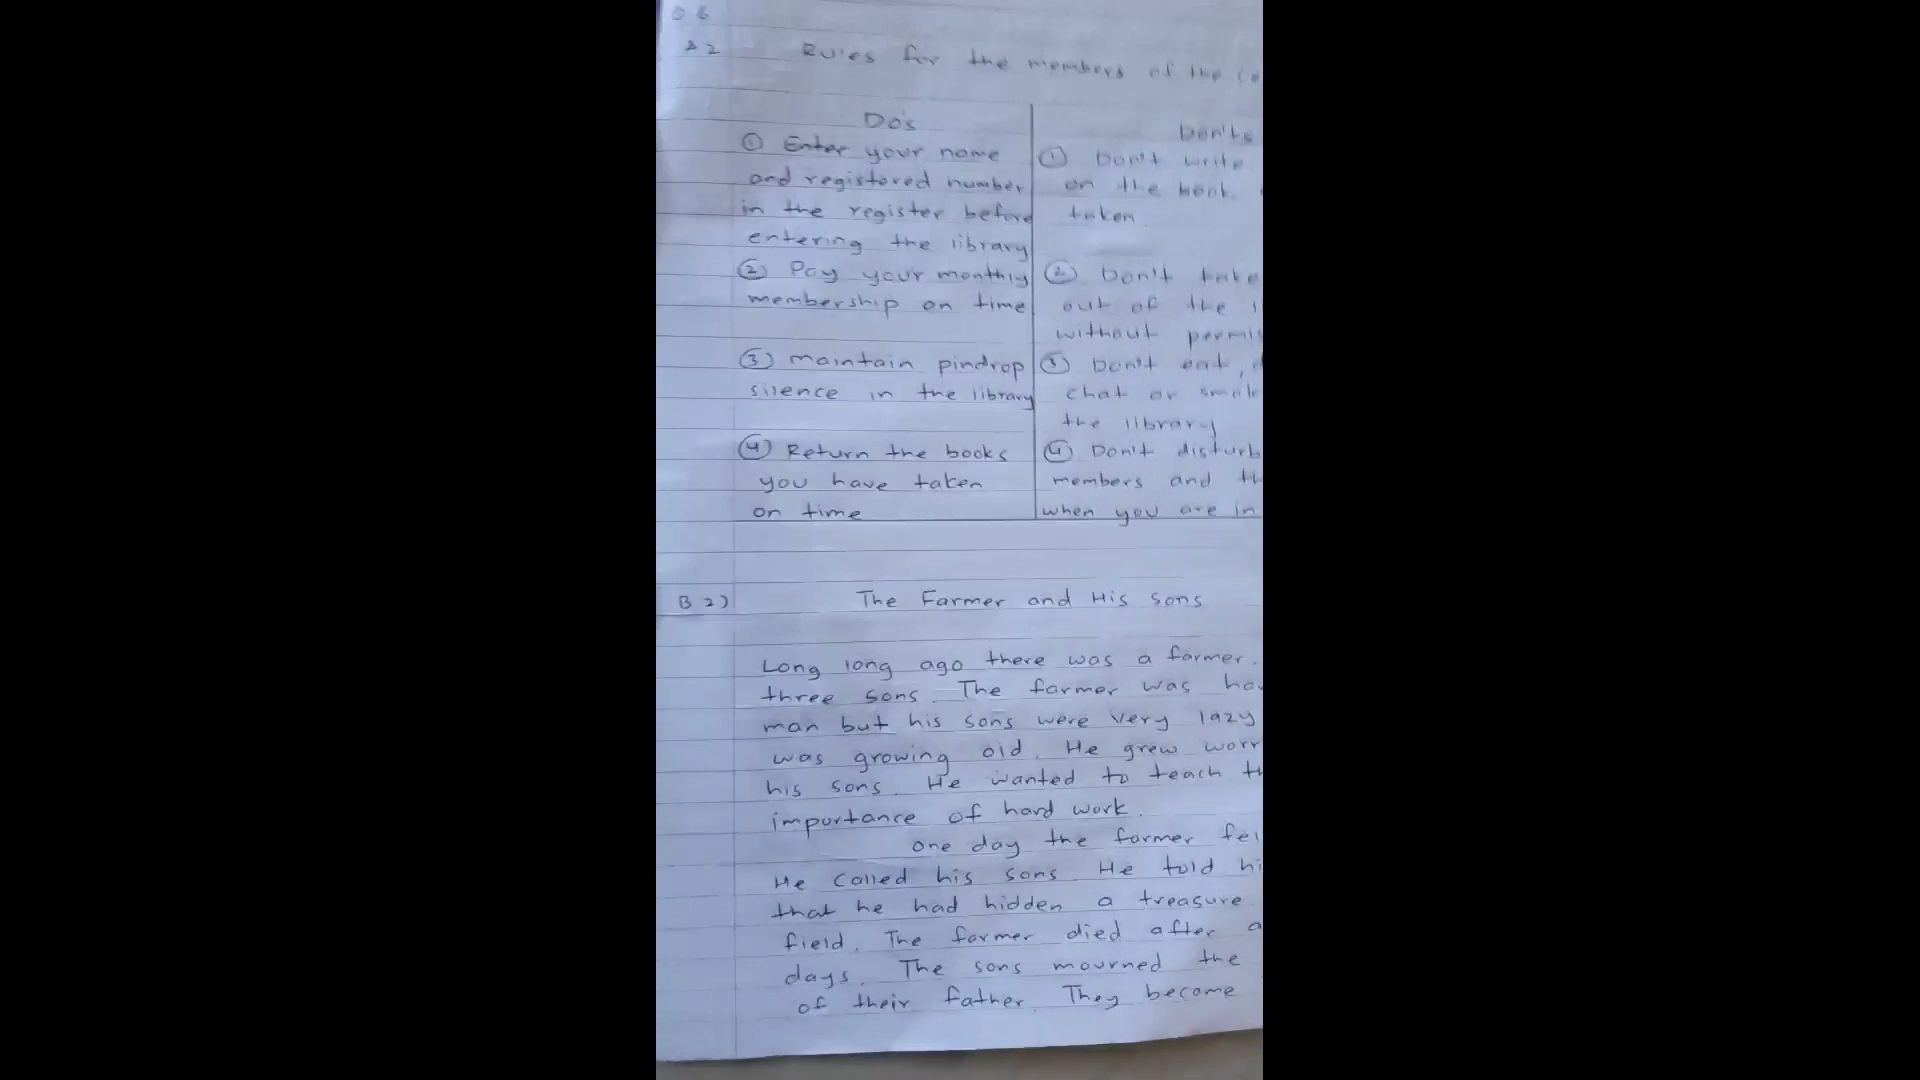 Q 6
A 2 Rules for the members of the
Do's
① Enter your name
and registered number
in the register before
entering the library
② Pay your monthly
membership on time
③ maintain pindrop
silence in the library
④ Return the books
you have taken
on time
Don'ts
① Don't write
on the book
taken
② Don't take
out of the
without
③ Don't eat,
chat or
the library
④ Don't disturb
members and
when you are in
B 2) The Farmer and His sons
Long long ago there was a farmer.
three sons. The farmer was
man but his sons were very lazy
was growing old. He grew
his sons. He wanted to teach
importance of hard work.
one day the farmer
He called his sons. He told
that he had hidden a treasure
field. The farmer died after a
days. The sons mourned the
of their father. They become